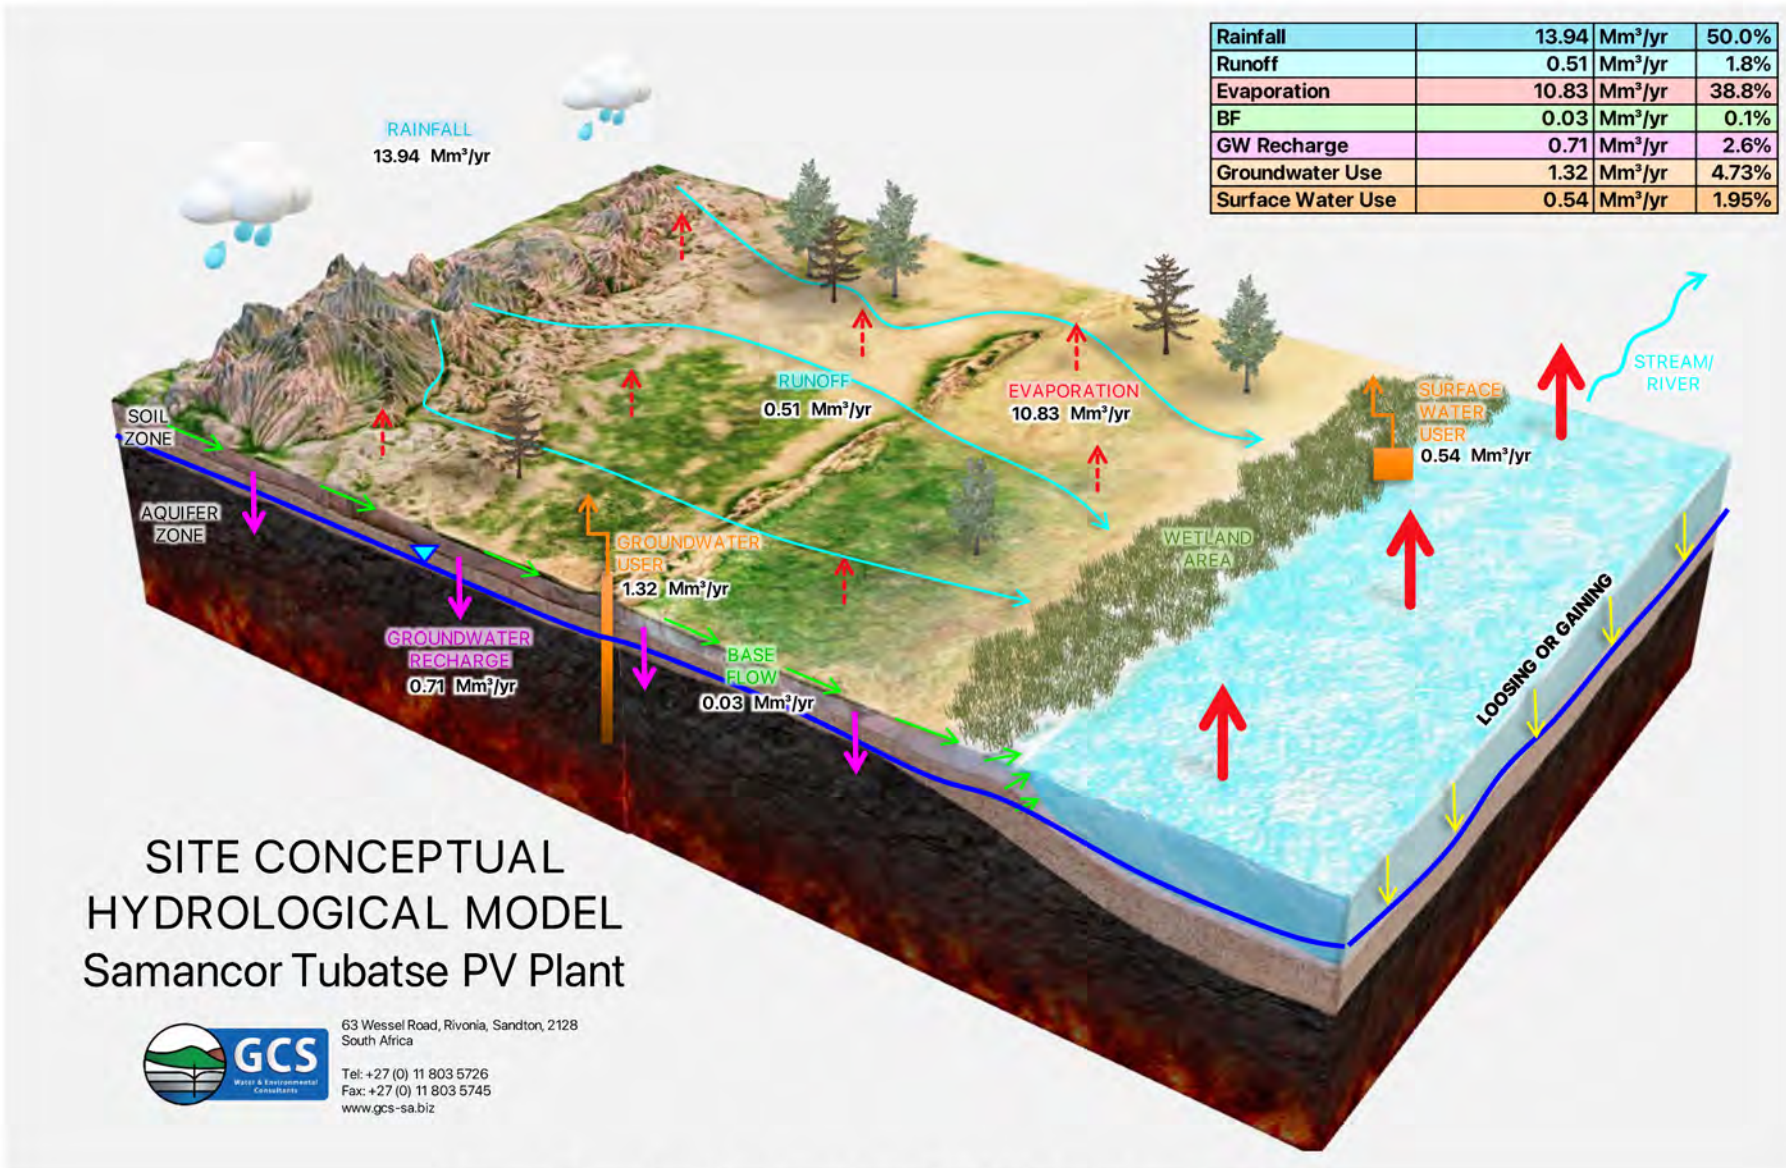 Rainfall 13.94 Mm³/yr 50.0%
Runoff 0.51 Mm³/yr 1.8%
Evaporation 10.83 Mm³/yr 38.8%
BF 0.03 Mm³/yr 0.1%
GW Recharge 0.71 Mm³/yr 2.6%
Groundwater Use 1.32 Mm³/yr 4.73%
Surface Water Use 0.54 Mm³/yr 1.95%
RAINFALL
13.94 Mm³/yr
STREAM/
RIVER
RUNOFF
0.51 Mm³/yr
EVAPORATION
10.83 Mm³/yr
SURFACE
WATER
USER
0.54 Mm³/yr
SOIL
ZONE
AQUIFER
ZONE
GROUNDWATER
USER
1.32 Mm³/yr
WETLAND
AREA
GROUNDWATER
RECHARGE
0.71 Mm³/yr
BASE
FLOW
0.03 Mm³/yr
LOOSING OR GAINING
SITE CONCEPTUAL
HYDROLOGICAL MODEL
Samancor Tubatse PV Plant
GCS
Water & Environmental
Consultants
63 Wessel Road, Rivonia, Sandton, 2128
South Africa
Tel: +27 (0) 11 803 5726
Fax: +27 (0) 11 803 5745
www.gcs-sa.biz